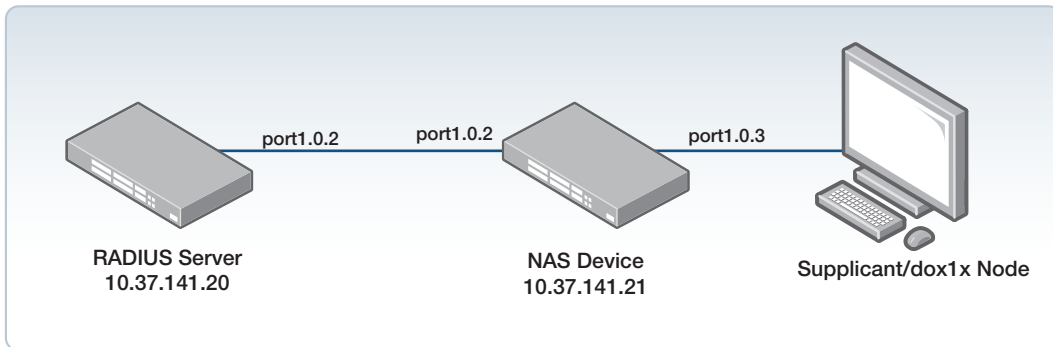 port1.0.2
port1.0.2
port1.0.3
RADIUS Server
10.37.141.20
NAS Device
10.37.141.21
Supplicant/dox1x Node